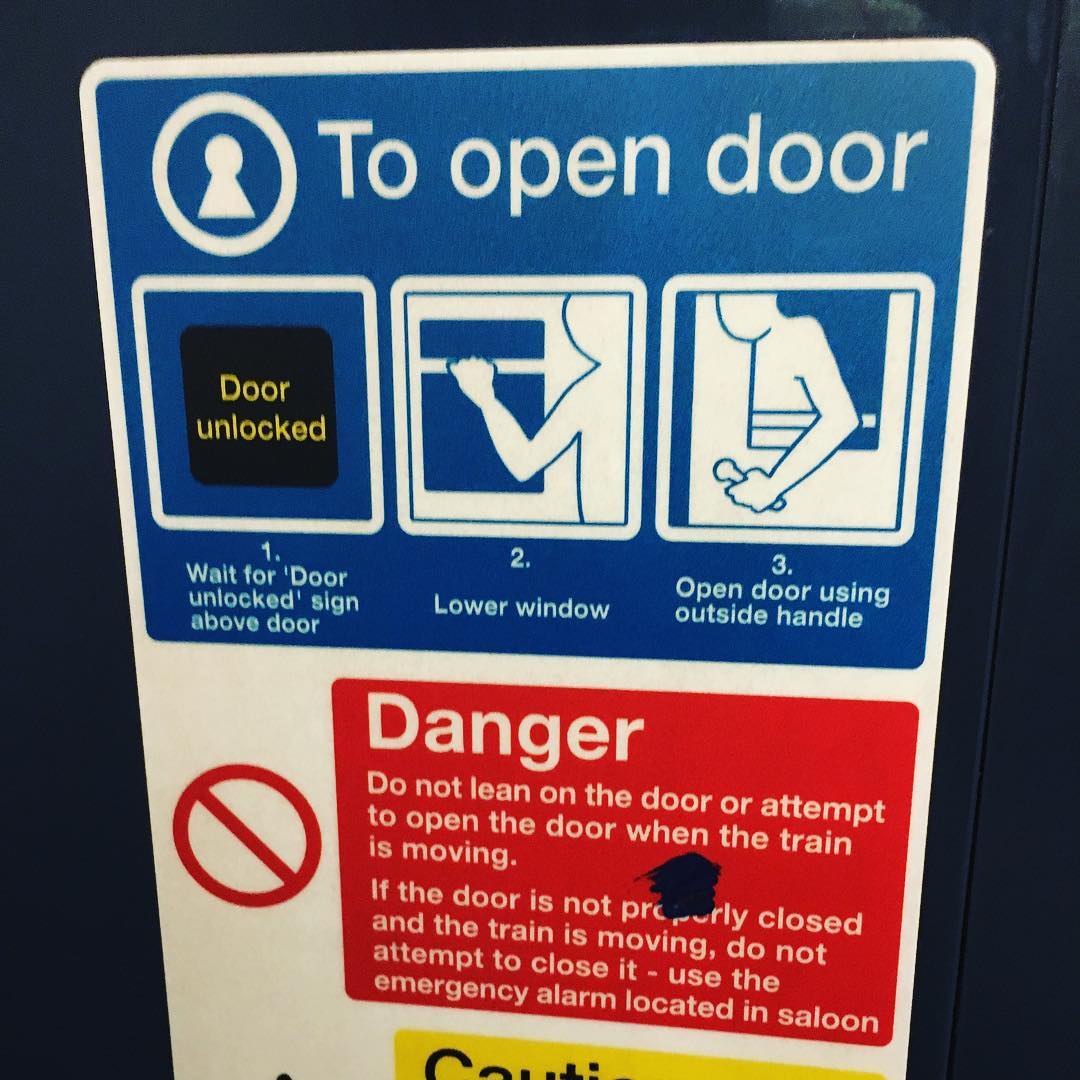 To open door
Door
unlocked
1.
Wait for 'Door
unlocked' sign
above door
2.
Lower window
3.
Open door using
outside handle
Danger
Do not lean on the door or attempt
to open the door when the train
is moving.
If the door is not properly closed
and the train is moving, do not
attempt to close it - use the
emergency alarm located in saloon